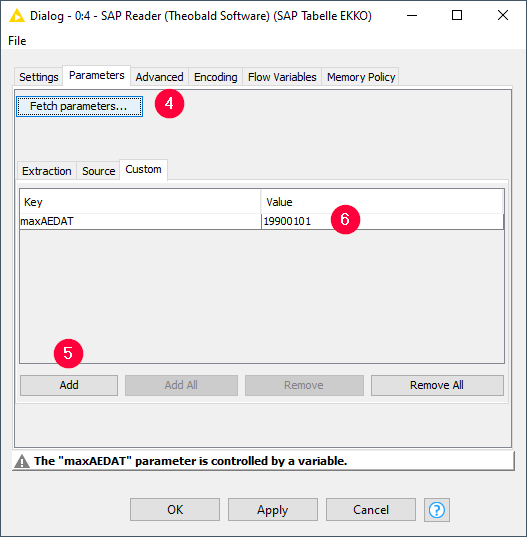 Dialog - 0:4 - SAP Reader (Theobald Software) (SAP Tabelle EKKO)
File
Settings Parameters Advanced Encoding Flow Variables Memory Policy
Fetch parameters... 4
Extraction Source Custom
Key Value
maxAEDAT 19900101 6
5
Add Add All Remove Remove All
The "maxAEDAT" parameter is controlled by a variable.
OK Apply Cancel ?